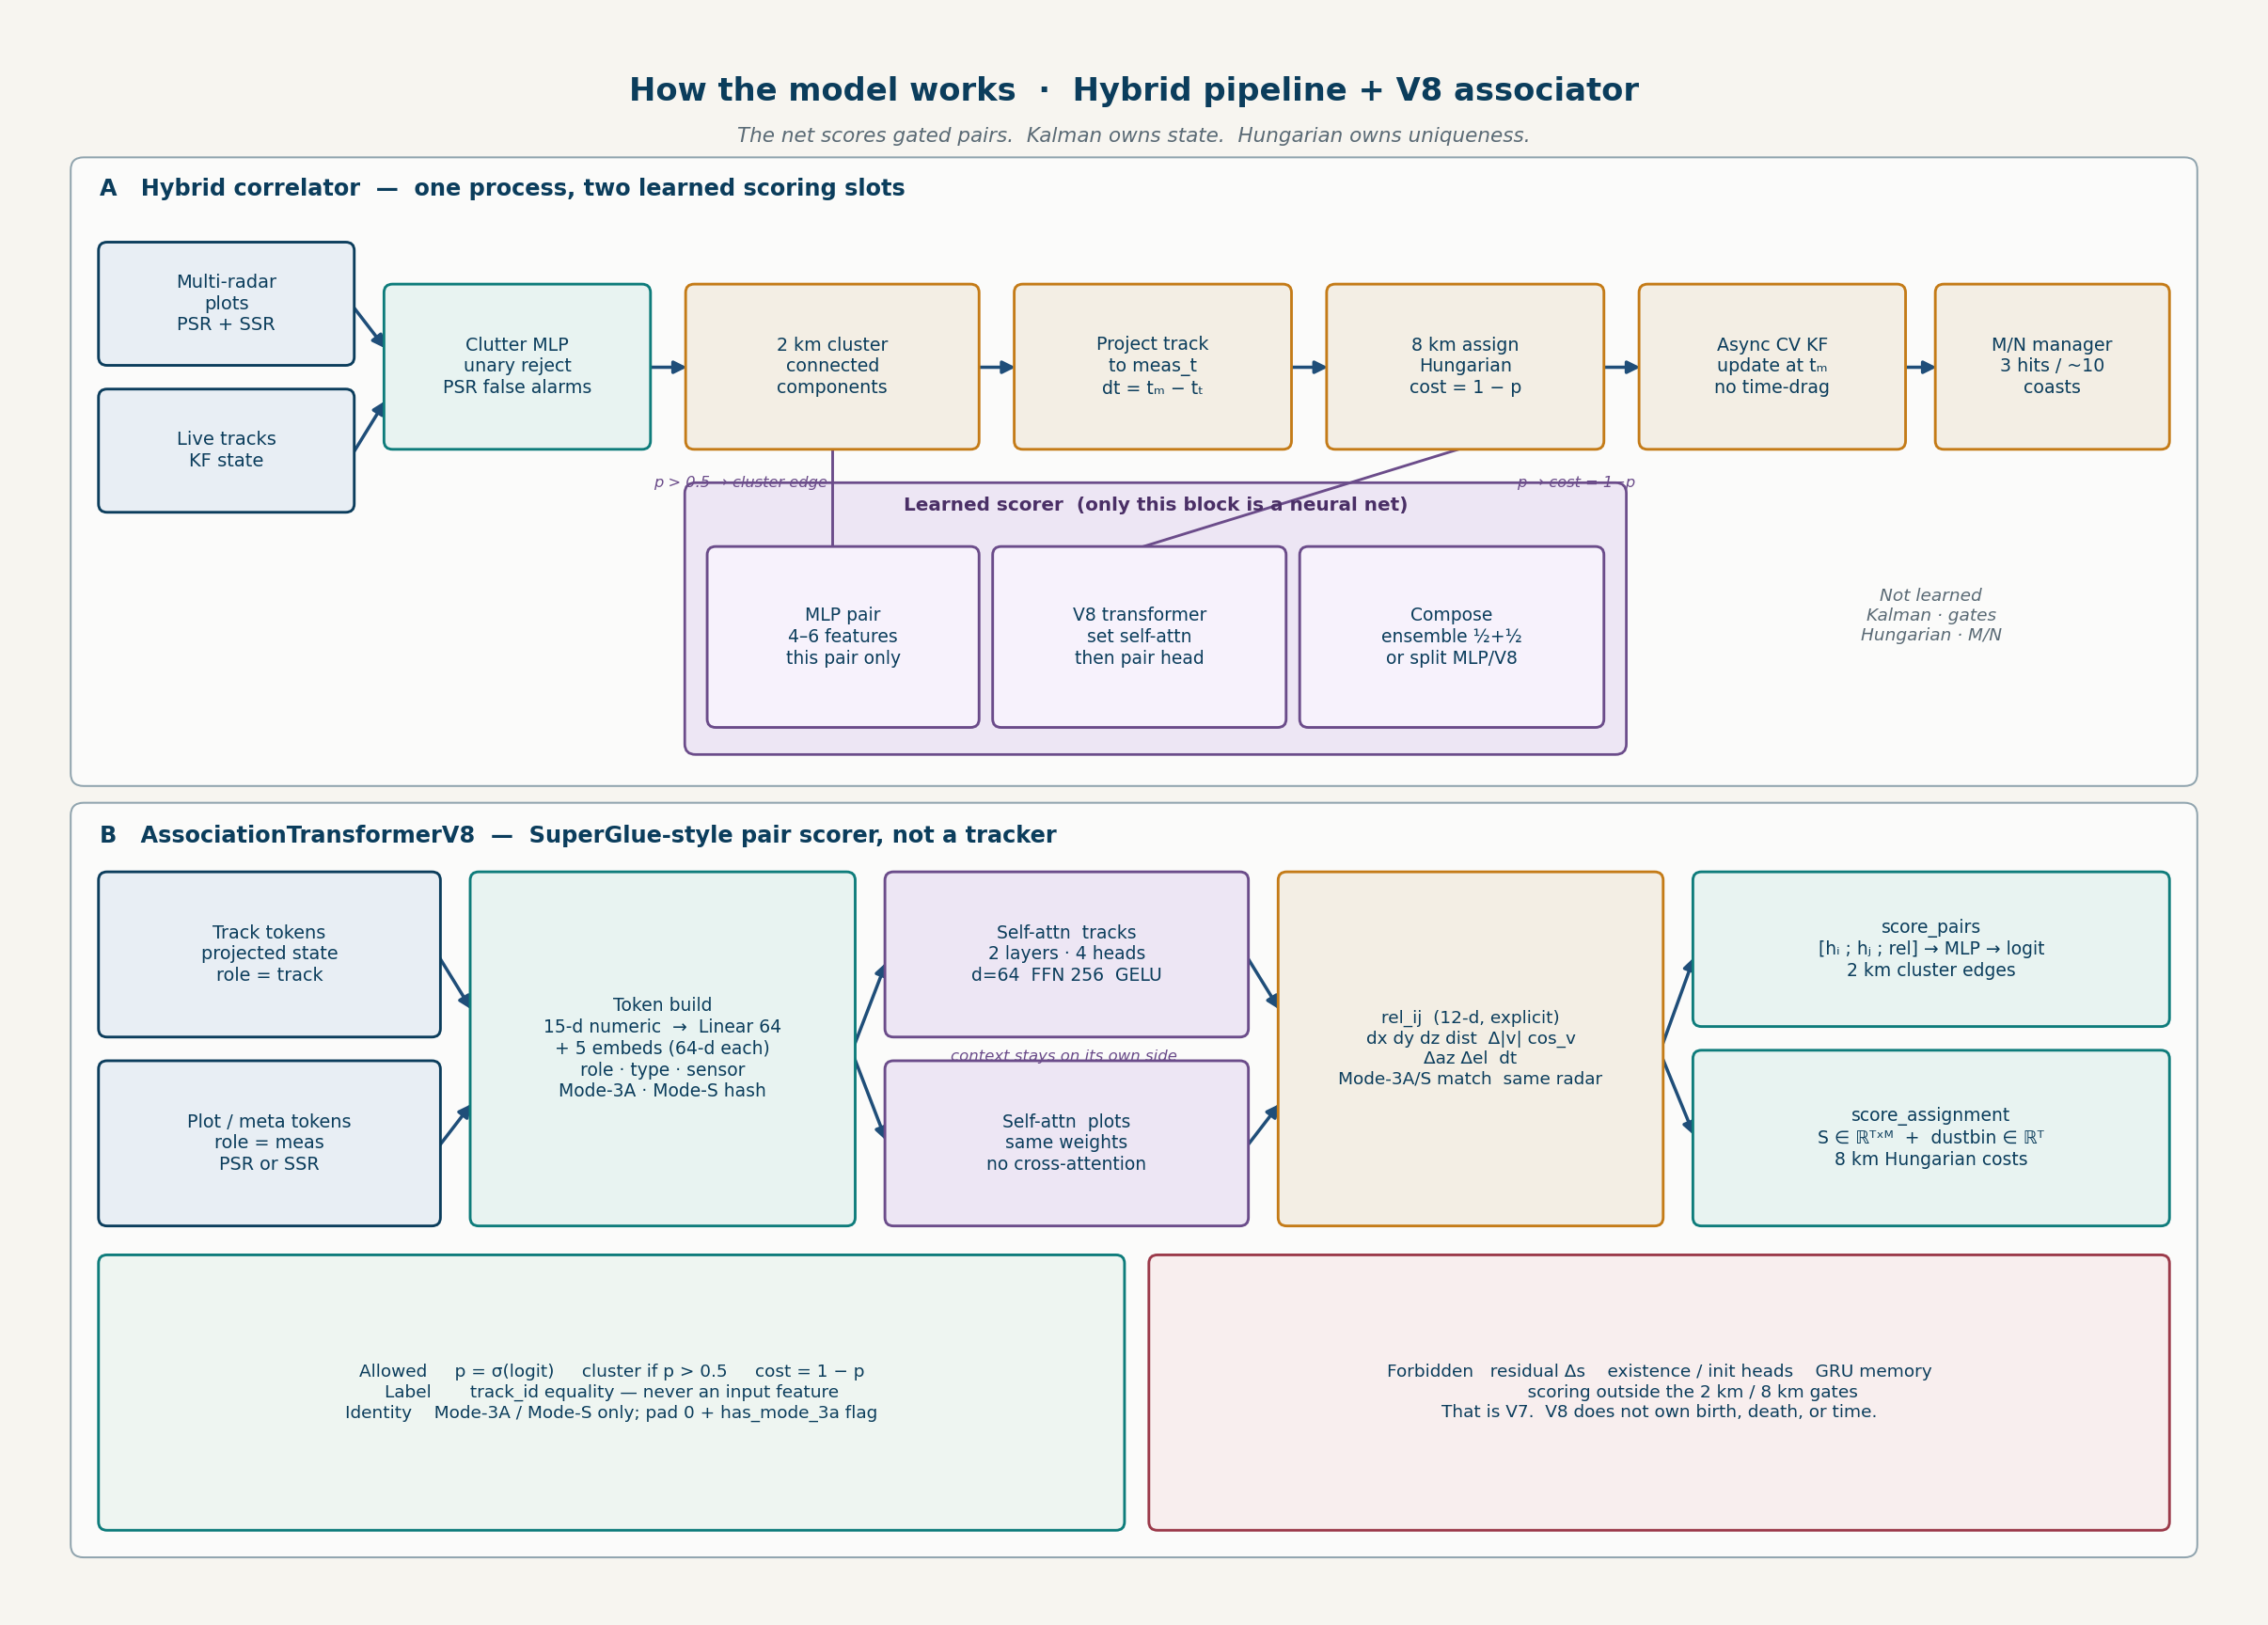 How the model works · Hybrid pipeline + V8 associator
The net scores gated pairs. Kalman owns state. Hungarian owns uniqueness.
A Hybrid correlator — one process, two learned scoring slots
Multi-radar
plots
PSR + SSR
Live tracks
KF state
Clutter MLP
unary reject
PSR false alarms
2 km cluster
connected
components
Project track
to meas_t
dt = tₘ − tₜ
8 km assign
Hungarian
cost = 1 − p
Async CV KF
update at tₘ
no time-drag
M/N manager
3 hits / ~10
coasts
p > 0.5 → cluster edge
p → cost = 1−p
Learned scorer (only this block is a neural net)
MLP pair
4–6 features
this pair only
V8 transformer
set self-attn
then pair head
Compose
ensemble ½+½
or split MLP/V8
Not learned
Kalman · gates
Hungarian · M/N
B AssociationTransformerV8 — SuperGlue-style pair scorer, not a tracker
Track tokens
projected state
role = track
Plot / meta tokens
role = meas
PSR or SSR
Token build
15-d numeric → Linear 64
+ 5 embeds (64-d each)
role · type · sensor
Mode-3A · Mode-S hash
Self-attn tracks
2 layers · 4 heads
d=64 FFN 256 GELU
context stays on its own side
Self-attn plots
same weights
no cross-attention
rel_ij (12-d, explicit)
dx dy dz dist Δ|v| cos_v
Δaz Δel dt
Mode-3A/S match same radar
score_pairs
[hᵢ ; hⱼ ; rel] → MLP → logit
2 km cluster edges
score_assignment
S ∈ ℝᵀˣᴹ + dustbin ∈ ℝᵀ
8 km Hungarian costs
Allowed p = σ(logit) cluster if p > 0.5 cost = 1 − p
Label track_id equality — never an input feature
Identity Mode-3A / Mode-S only; pad 0 + has_mode_3a flag
Forbidden residual Δs existence / init heads GRU memory
scoring outside the 2 km / 8 km gates
That is V7. V8 does not own birth, death, or time.